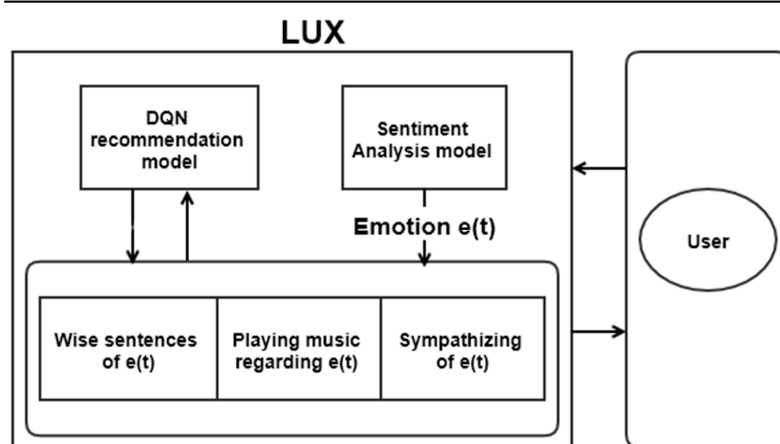 LUX
DQN
recommendation
model
Sentiment
Analysis model
Emotion e(t)
User
Wise sentences
of e(t)
Playing music
regarding e(t)
Sympathizing
of e(t)